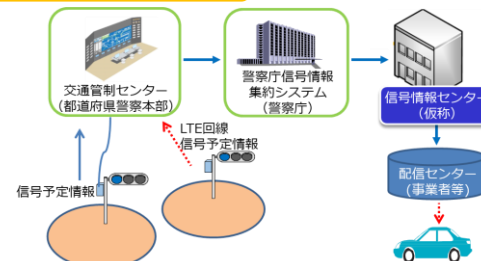 交通管制センター
(都道府県警察本部)
警察庁信号情報
集約システム
(警察庁)
信号情報センター
(仮称)
LTE回線
信号予定情報
信号予定情報
配信センター
(事業者等)